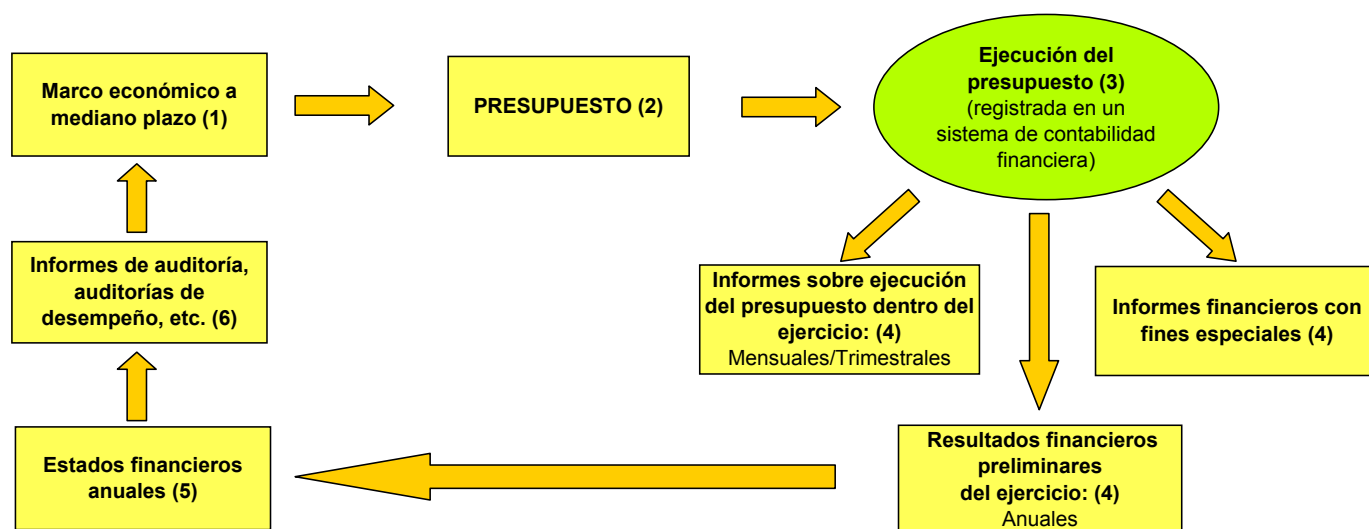 Marco económico a
mediano plazo (1)
PRESUPUESTO (2)
Ejecución del
presupuesto (3)
(registrada en un
sistema de contabilidad
financiera)
Informes sobre ejecución
del presupuesto dentro del
ejercicio: (4)
Mensuales/Trimestrales
Informes financieros con
fines especiales (4)
Resultados financieros
preliminares
del ejercicio: (4)
Anuales
Estados financieros
anuales (5)
Informes de auditoría,
auditorías de
desempeño, etc. (6)